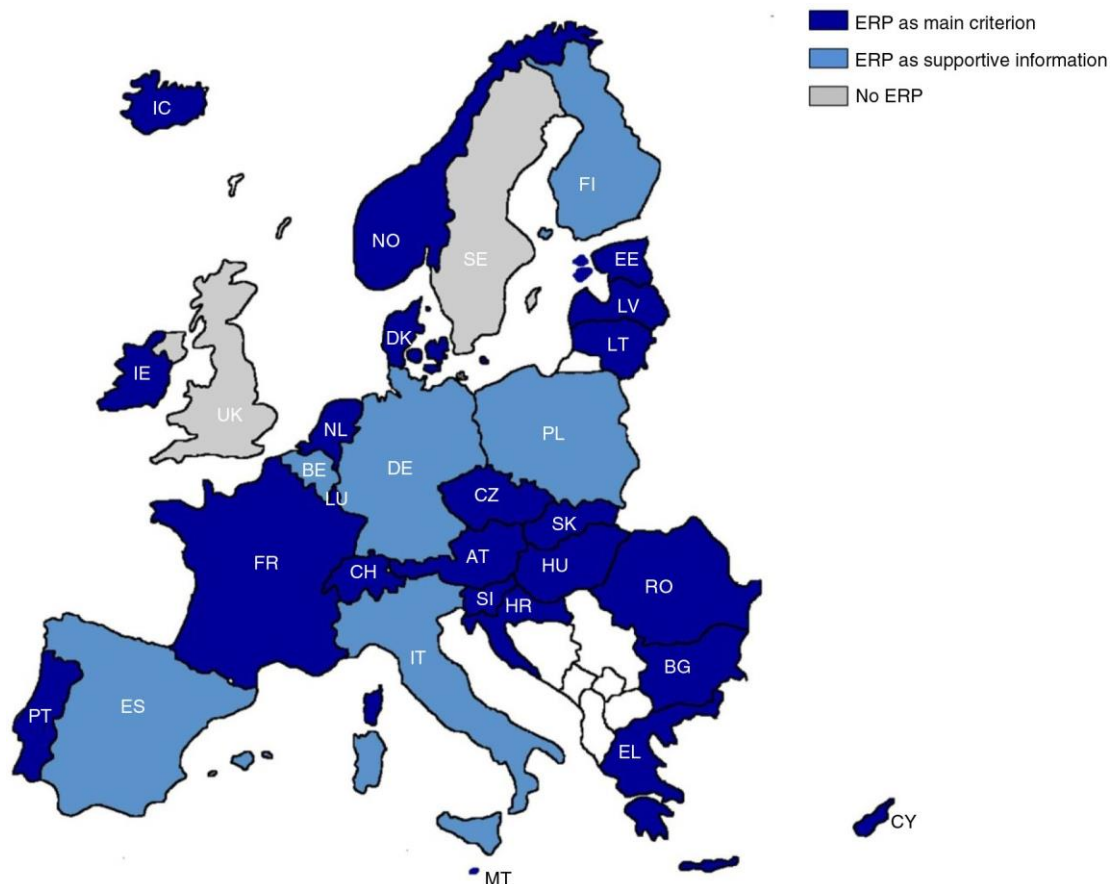 ERP as main criterion
ERP as supportive information
No ERP
IC
FI
NO
SE
EE
LV
DK
LT
IE
UK
NL
PL
BE
DE
LU
CZ
SK
FR
CH
AT
HU
SI
HR
RO
IT
BG
PT
ES
EL
CY
MT